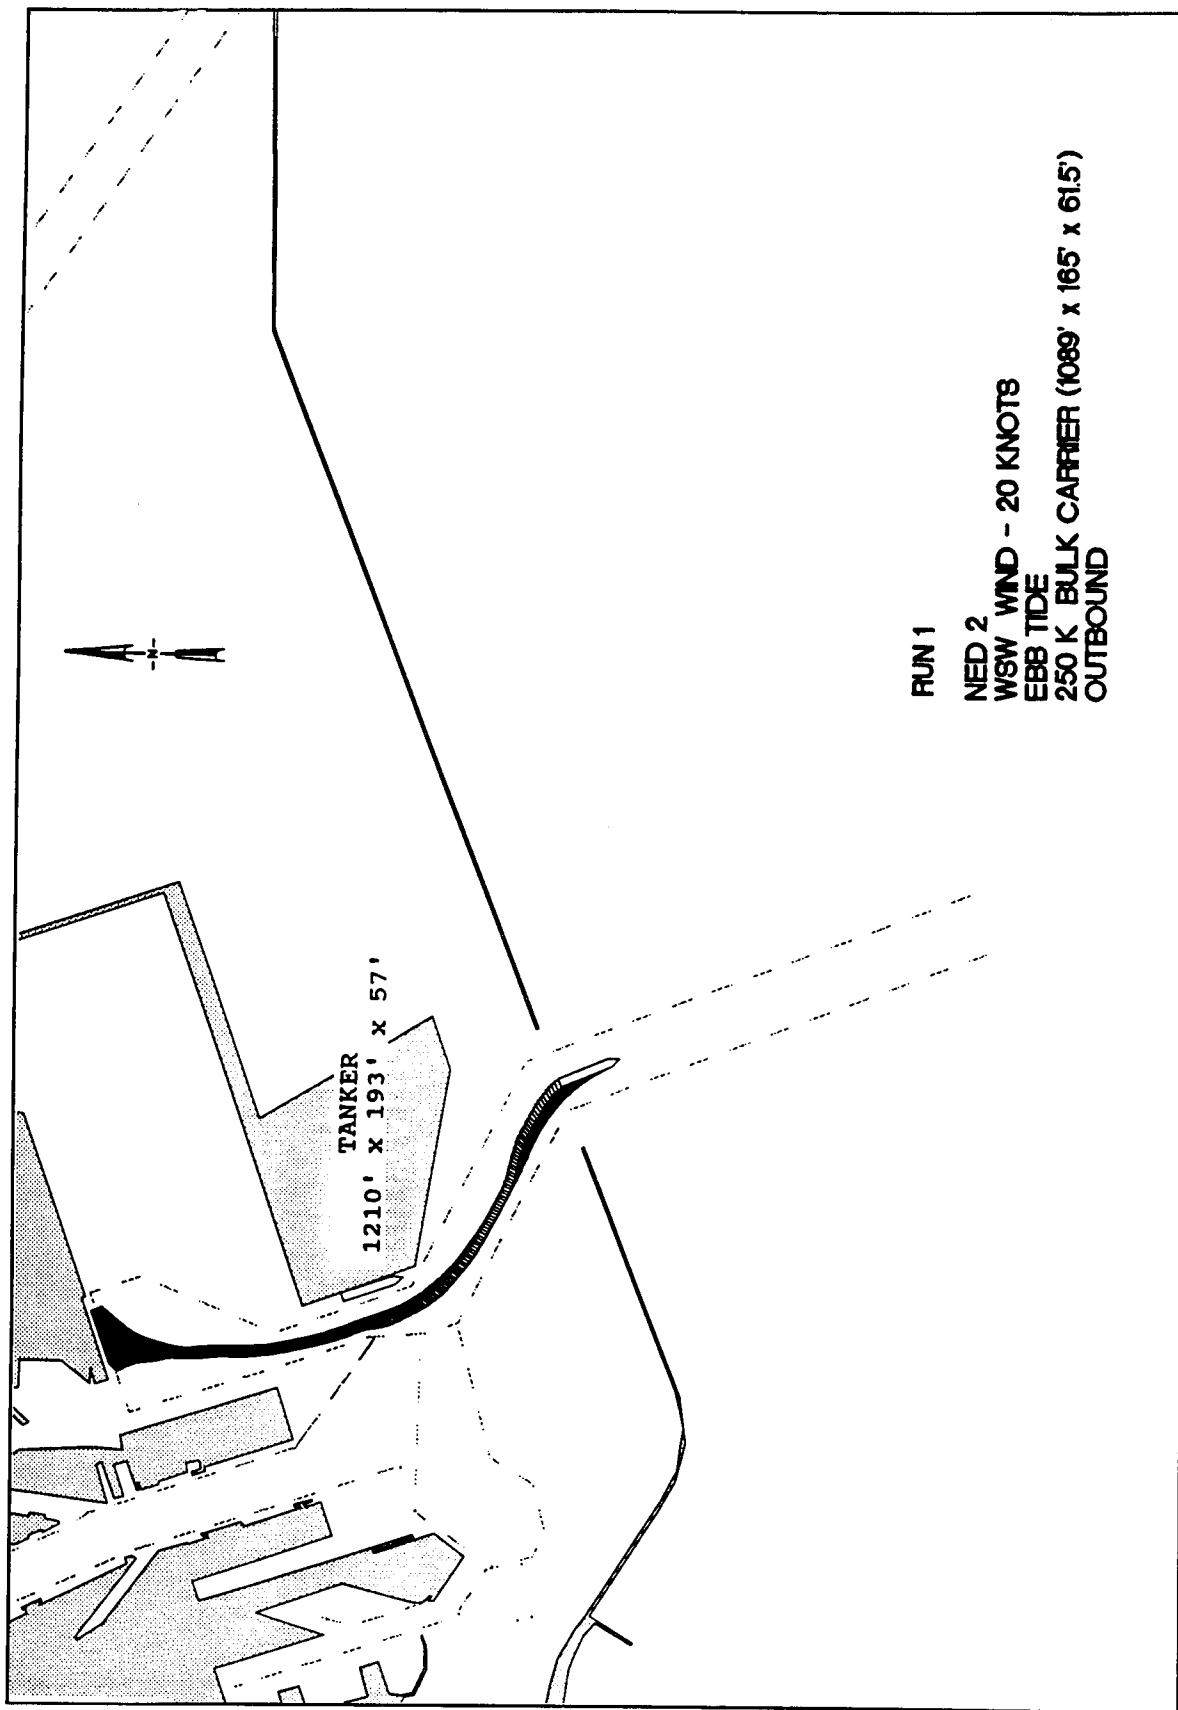 TANKER
1210' x 193' x 57'
-N-
RUN 1
NED 2
WSW WIND - 20 KNOTS
EBB TIDE
250 K BULK CARRIER (1089' x 165' x 61.5')
OUTBOUND